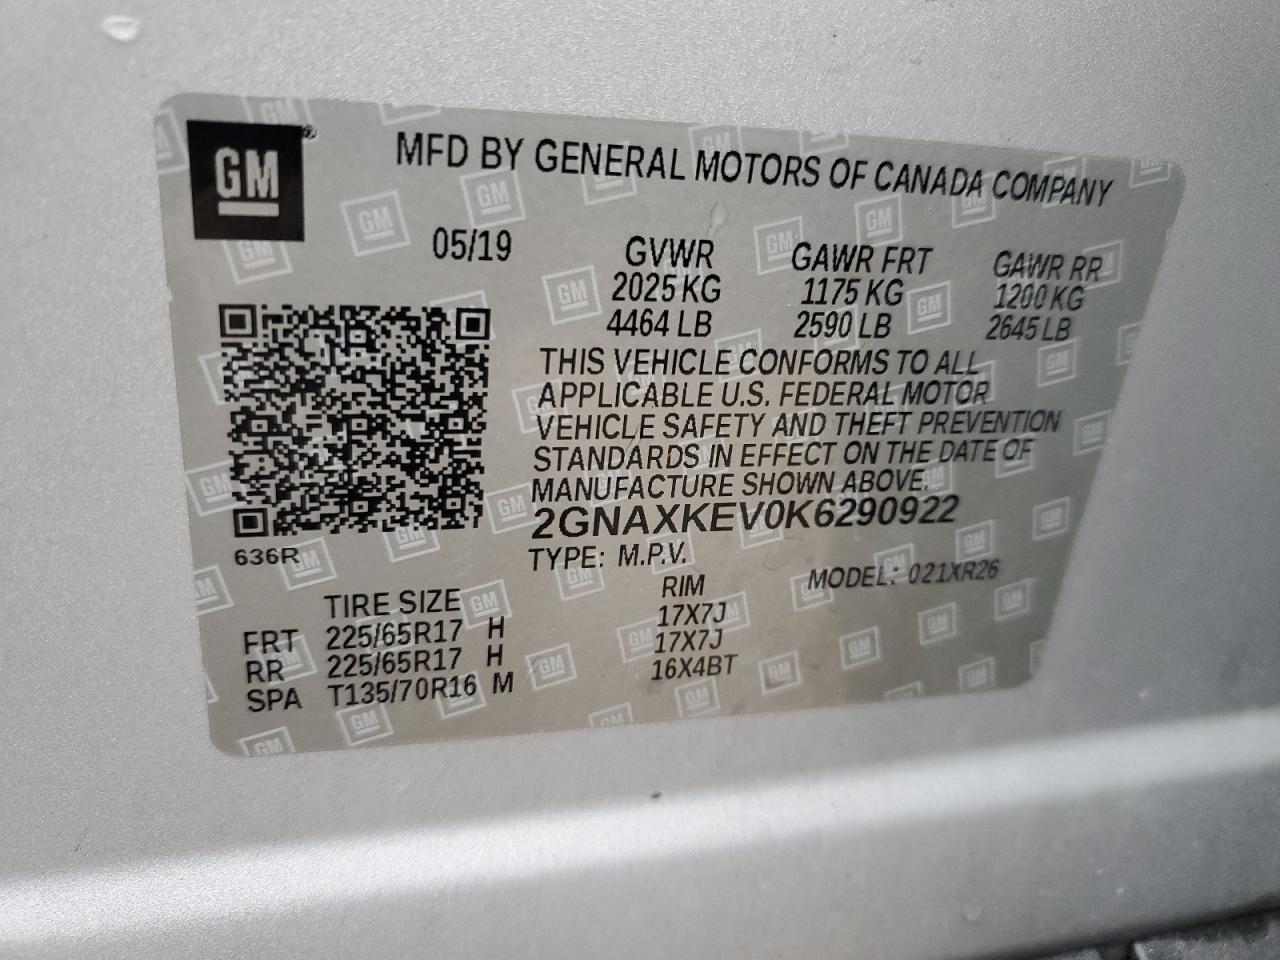 GM® MFD BY GENERAL MOTORS OF CANADA COMPANY
05/19 GVWR GAWR FRT GAWR RR
2025 KG 1175 KG 1200 KG
4464 LB 2590 LB 2645 LB
THIS VEHICLE CONFORMS TO ALL
APPLICABLE U.S. FEDERAL MOTOR
VEHICLE SAFETY AND THEFT PREVENTION
STANDARDS IN EFFECT ON THE DATE OF
MANUFACTURE SHOWN ABOVE.
2GNAXKEV0K6290922
636R TYPE: M.P.V. MODEL: 021XR26
TIRE SIZE RIM
FRT 225/65R17 H 17X7J
RR 225/65R17 H 17X7J
SPA T135/70R16 M 16X4BT